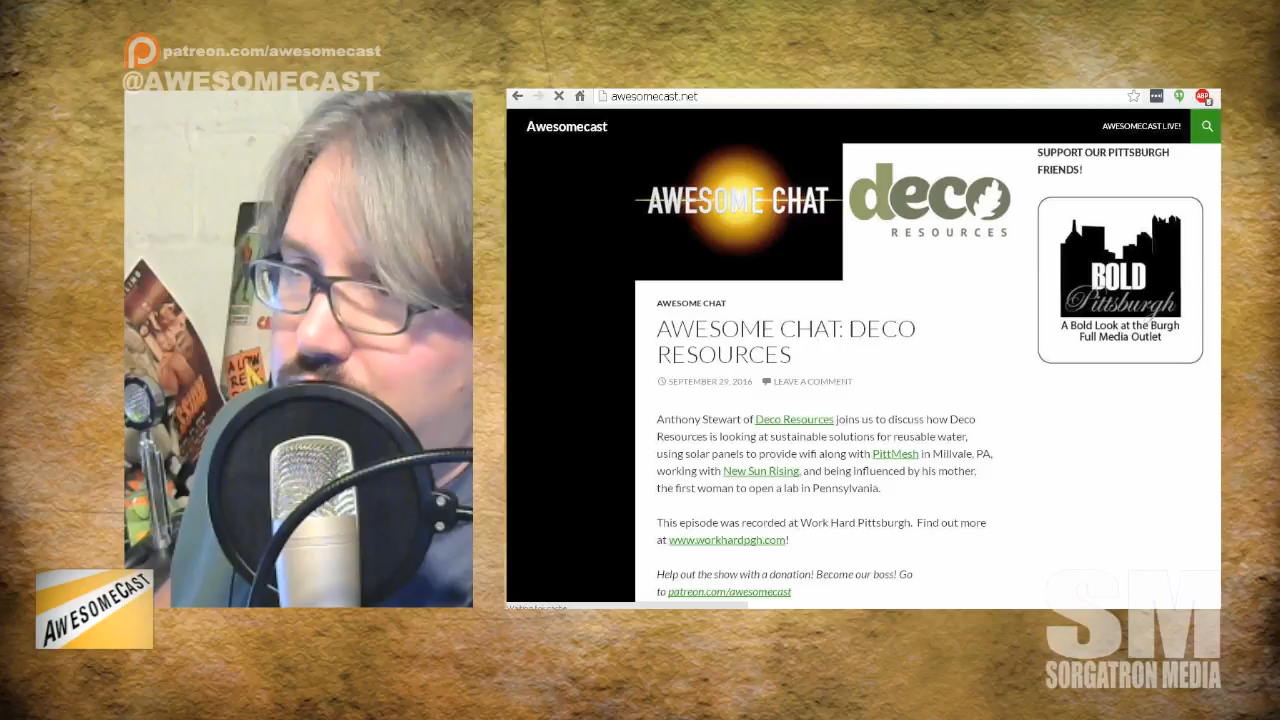 patreon.com/awesomecast
@AWESOMECAST
awesomecast.net
ABP
Awesomecast
AWESOMECAST LIVE!
AWESOME CHAT
deco
RESOURCES
SUPPORT OUR PITTSBURGH
FRIENDS!
BOLD
Pittsburgh
A Bold Look at the Burgh
Full Media Outlet
AWESOME CHAT
AWESOME CHAT: DECO
RESOURCES
SEPTEMBER 29, 2016 LEAVE A COMMENT
Anthony Stewart of Deco Resources joins us to discuss how Deco
Resources is looking at sustainable solutions for reusable water,
using solar panels to provide wifi along with PittMesh in Millvale, PA,
working with New Sun Rising, and being influenced by his mother,
the first woman to open a lab in Pennsylvania.
This episode was recorded at Work Hard Pittsburgh. Find out more
at www.workhardpgh.com!
Help out the show with a donation! Become our boss! Go
to patreon.com/awesomecast
Waiting for cache
AWESOMECAST
SM
SORGATRON MEDIA